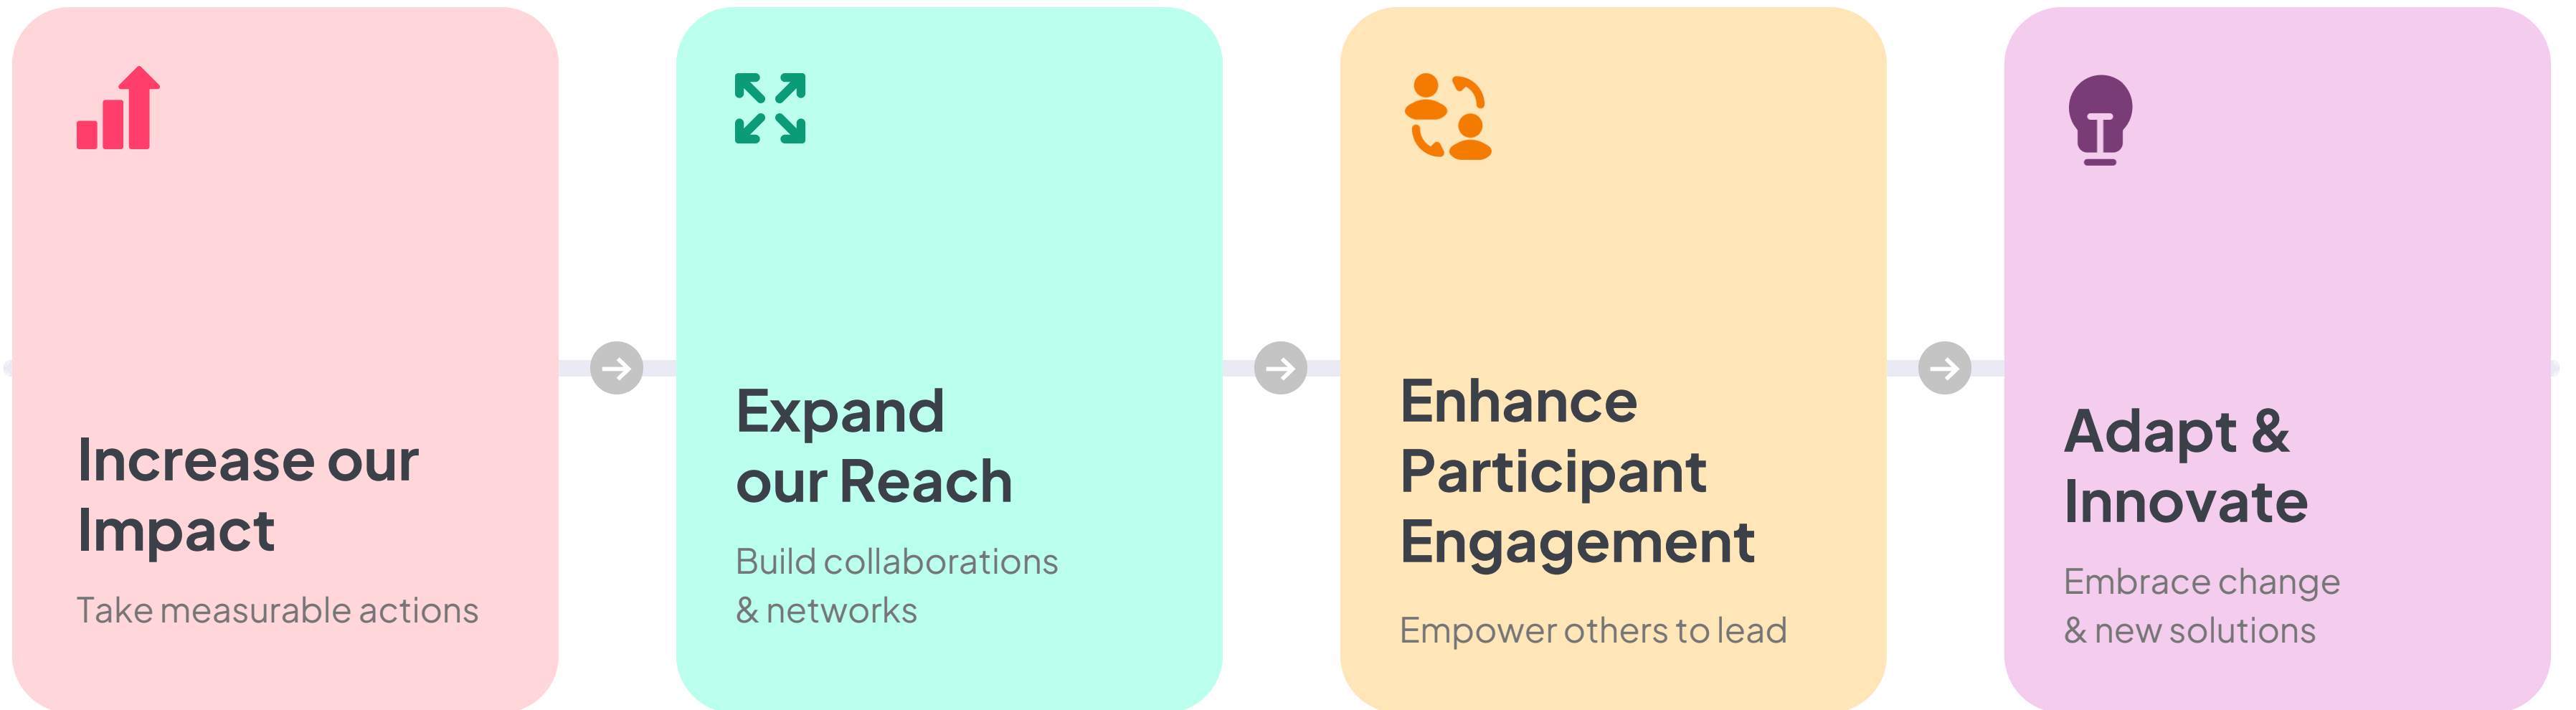 Increase our
Impact
Take measurable actions
Expand
our Reach
Build collaborations
& networks
Enhance
Participant
Engagement
Empower others to lead
Adapt &
Innovate
Embrace change
& new solutions